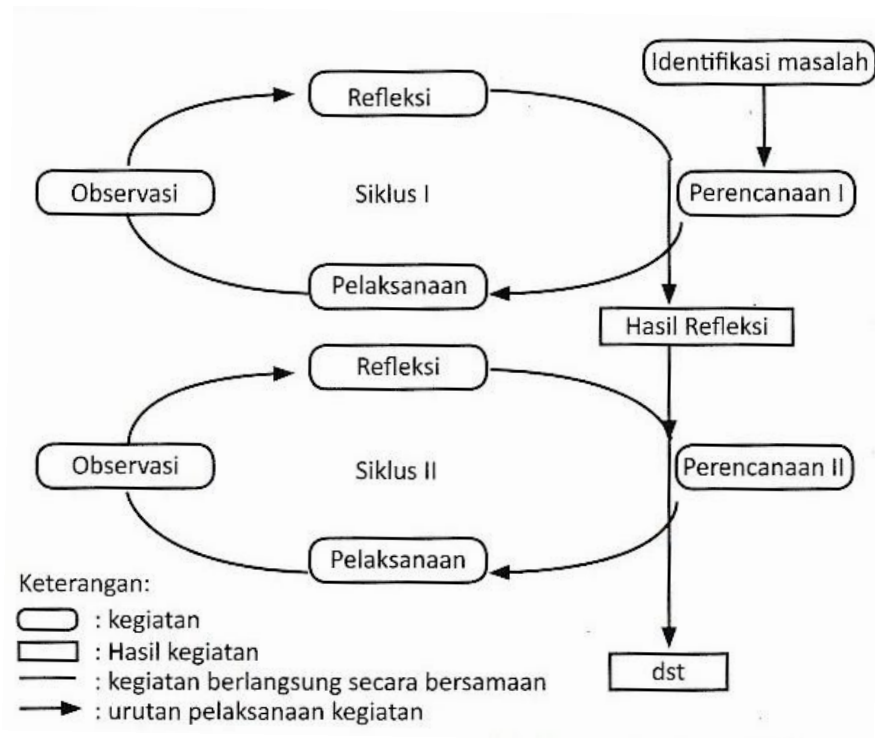 Identifikasi masalah
Refleksi
Observasi
Siklus I
Perencanaan I
Pelaksanaan
Hasil Refleksi
Refleksi
Observasi
Siklus II
Perencanaan II
Pelaksanaan
Keterangan:
: kegiatan
: Hasil kegiatan
: kegiatan berlangsung secara bersamaan
: urutan pelaksanaan kegiatan
dst